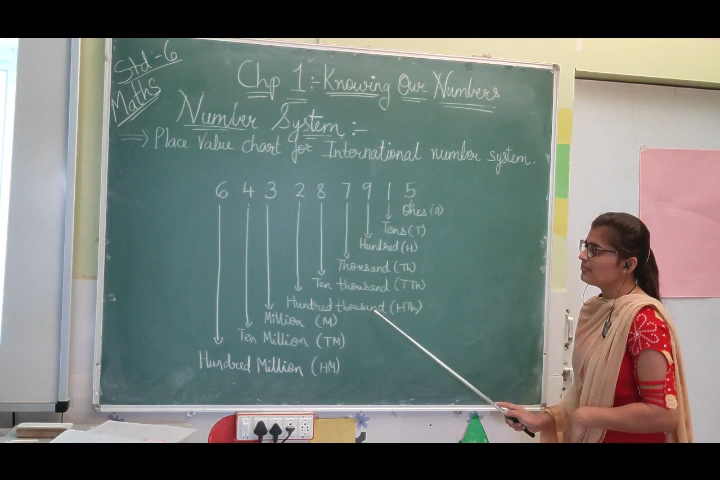 Std:-6
Maths
Chp 1:- Knowing Our Numbers
Number System:-
⇒ Place Value chart for International number system.
6 4 3 2 8 7 9 1 5
Ones (O)
Tens (T)
Hundred (H)
Thousand (Th)
Ten thousand (TTh)
Hundred thousand (HTh)
Million (M)
Ten Million (TM)
Hundred Million (HM)